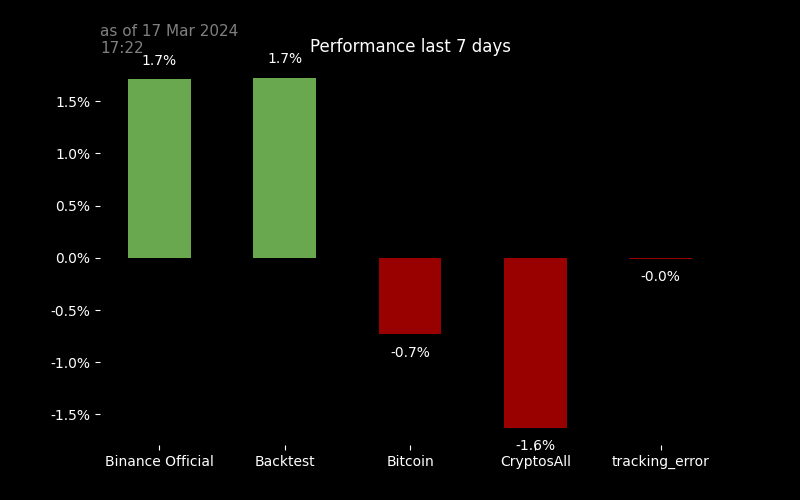 as of 17 Mar 2024
17:22
Performance last 7 days
1.7%
1.7%
1.5%
1.0%
0.5%
0.0%
-0.5%
-1.0%
-1.5%
-0.7%
-1.6%
-0.0%
Binance Official
Backtest
Bitcoin
CryptosAll
tracking_error